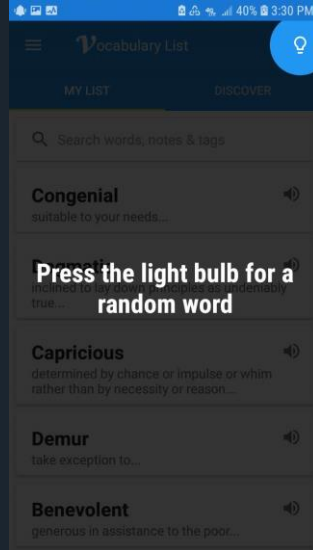 40% 3:30 PM
Vocabulary List
MY LIST DISCOVER
Search words, notes & tags
Congenial
suitable to your needs...
Dogmatic
inclined to lay down principles as undeniably
true...
Press the light bulb for a
random word
Capricious
determined by chance or impulse or whim
rather than by necessity or reason...
Demur
take exception to...
Benevolent
generous in assistance to the poor...